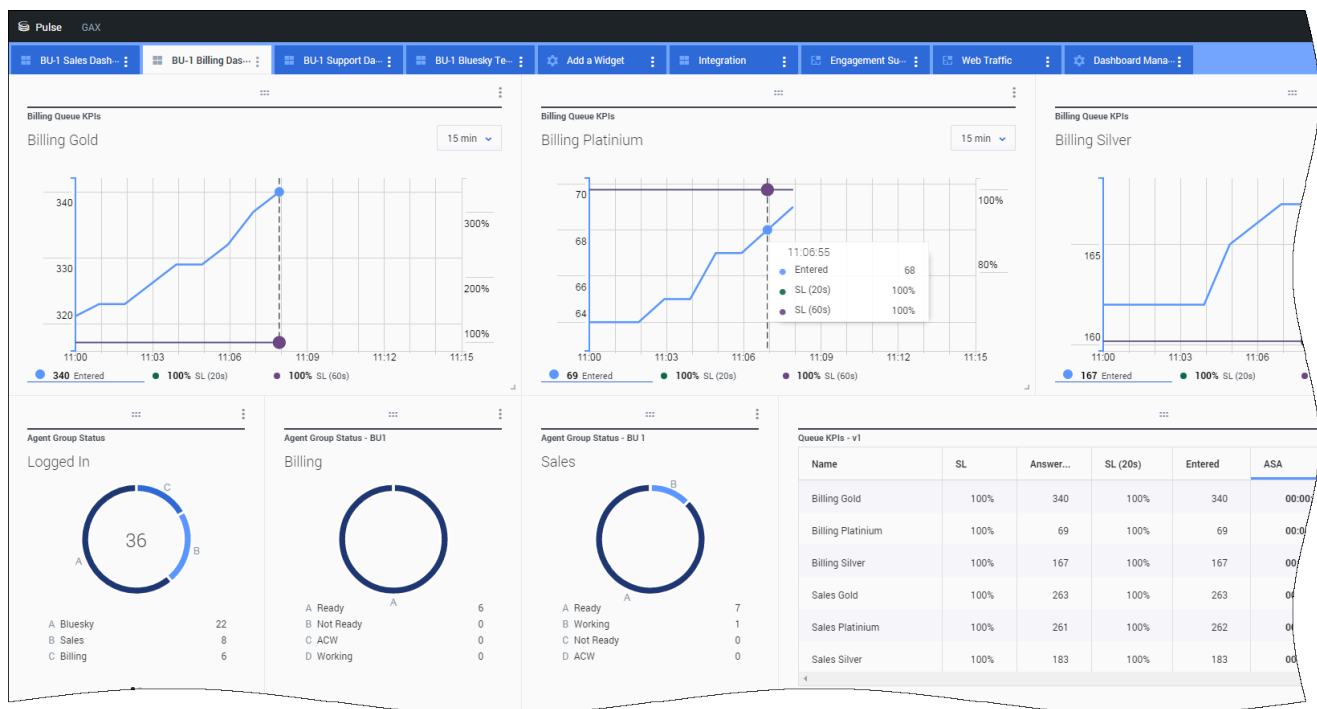 Pulse GAX
BU-1 Sales Dash··· BU-1 Billing Das··· BU-1 Support Da··· BU-1 Bluesky Te··· Add a Widget Integration Engagement Su··· Web Traffic Dashboard Mana···
Billing Queue KPIs
Billing Gold
15 min
340
330
320
300%
200%
100%
11:00 11:03 11:06 11:09 11:12 11:15
340 Entered 100% SL (20s) 100% SL (60s)
Billing Queue KPIs
Billing Platinium
15 min
70
68
66
64
100%
80%
11:06:55
Entered 68
SL (20s) 100%
SL (60s) 100%
11:00 11:03 11:06 11:09 11:12 11:15
69 Entered 100% SL (20s) 100% SL (60s)
Billing Queue KPIs
Billing Silver
165
160
11:00 11:03 11:06
167 Entered 100% SL (20s)
Agent Group Status
Logged In
C
36
B
A
A Bluesky 22
B Sales 8
C Billing 6
Agent Group Status - BU1
Billing
A
A Ready 6
B Not Ready 0
C ACW 0
D Working 0
Agent Group Status - BU 1
Sales
B
A
A Ready 7
B Working 1
C Not Ready 0
D ACW 0
Queue KPIs - v1
Name SL Answer... SL (20s) Entered ASA
Billing Gold 100% 340 100% 340 00:00:
Billing Platinium 100% 69 100% 69 00:0
Billing Silver 100% 167 100% 167 00:
Sales Gold 100% 263 100% 263 0
Sales Platinium 100% 261 100% 262 0
Sales Silver 100% 183 100% 183 00